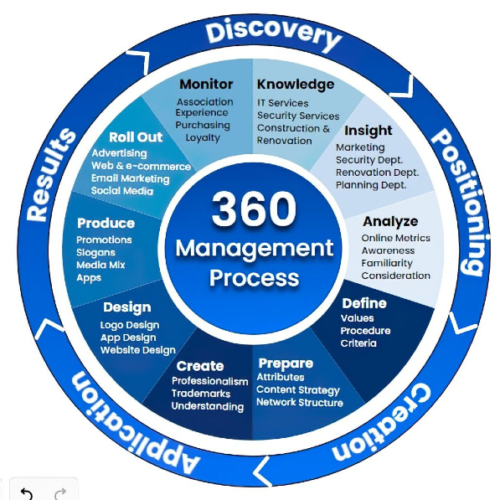 Discovery
Positioning
Creation
Application
Results
360
Management
Process
Knowledge
IT Services
Security Services
Construction &
Renovation
Insight
Marketing
Security Dept.
Renovation Dept.
Planning Dept.
Analyze
Online Metrics
Awareness
Familiarity
Consideration
Define
Values
Procedure
Criteria
Prepare
Attributes
Content Strategy
Network Structure
Create
Professionalism
Trademarks
Understanding
Design
Logo Design
App Design
Website Design
Produce
Promotions
Slogans
Media Mix
Apps
Roll Out
Advertising
Web & e-commerce
Email Marketing
Social Media
Monitor
Association
Experience
Purchasing
Loyalty